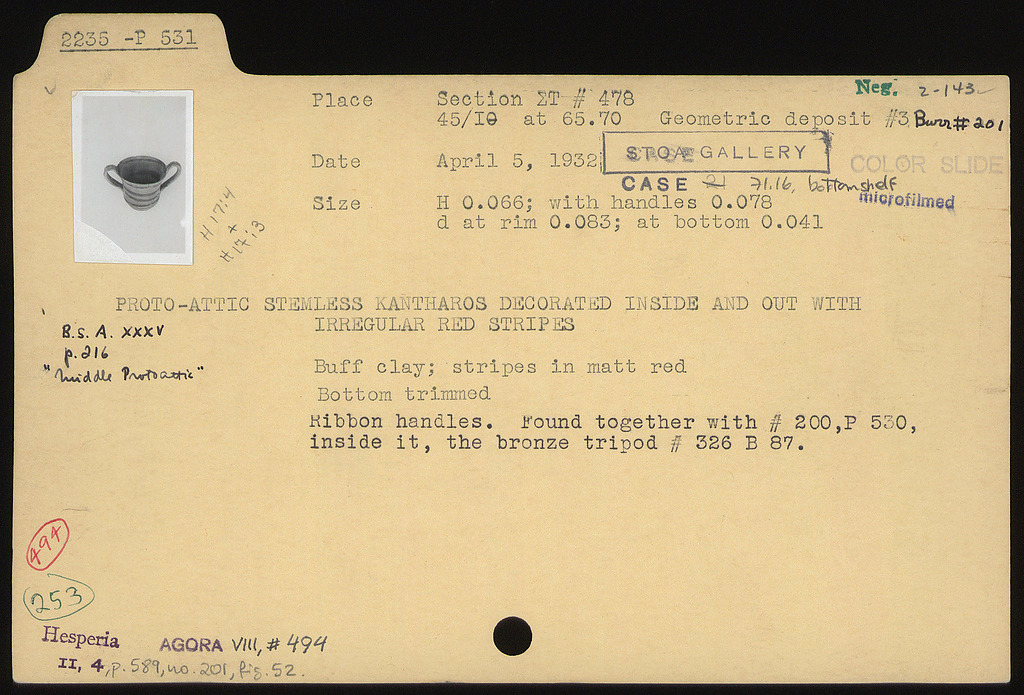 2235 -P 531
Neg. 2-143
Place Section ΣT # 478
45/IΘ at 65.70 Geometric deposit #3 Burr #201
Date April 5, 1932 STOA GALLERY COLOR SLIDE
CASE 21 71.16, bottom shelf
microfilmed
Size H 0.066; with handles 0.078
d at rim 0.083; at bottom 0.041
H 17:4
+
H 17:3
PROTO-ATTIC STEMLESS KANTHAROS DECORATED INSIDE AND OUT WITH
IRREGULAR RED STRIPES
B.S.A. XXXV
p.216
"Middle Protoattic"
Buff clay; stripes in matt red
Bottom trimmed
Ribbon handles. Found together with # 200,P 530,
inside it, the bronze tripod # 326 B 87.
494
253
Hesperia AGORA VIII, #494
II, 4, p.589, no.201, fig.52.